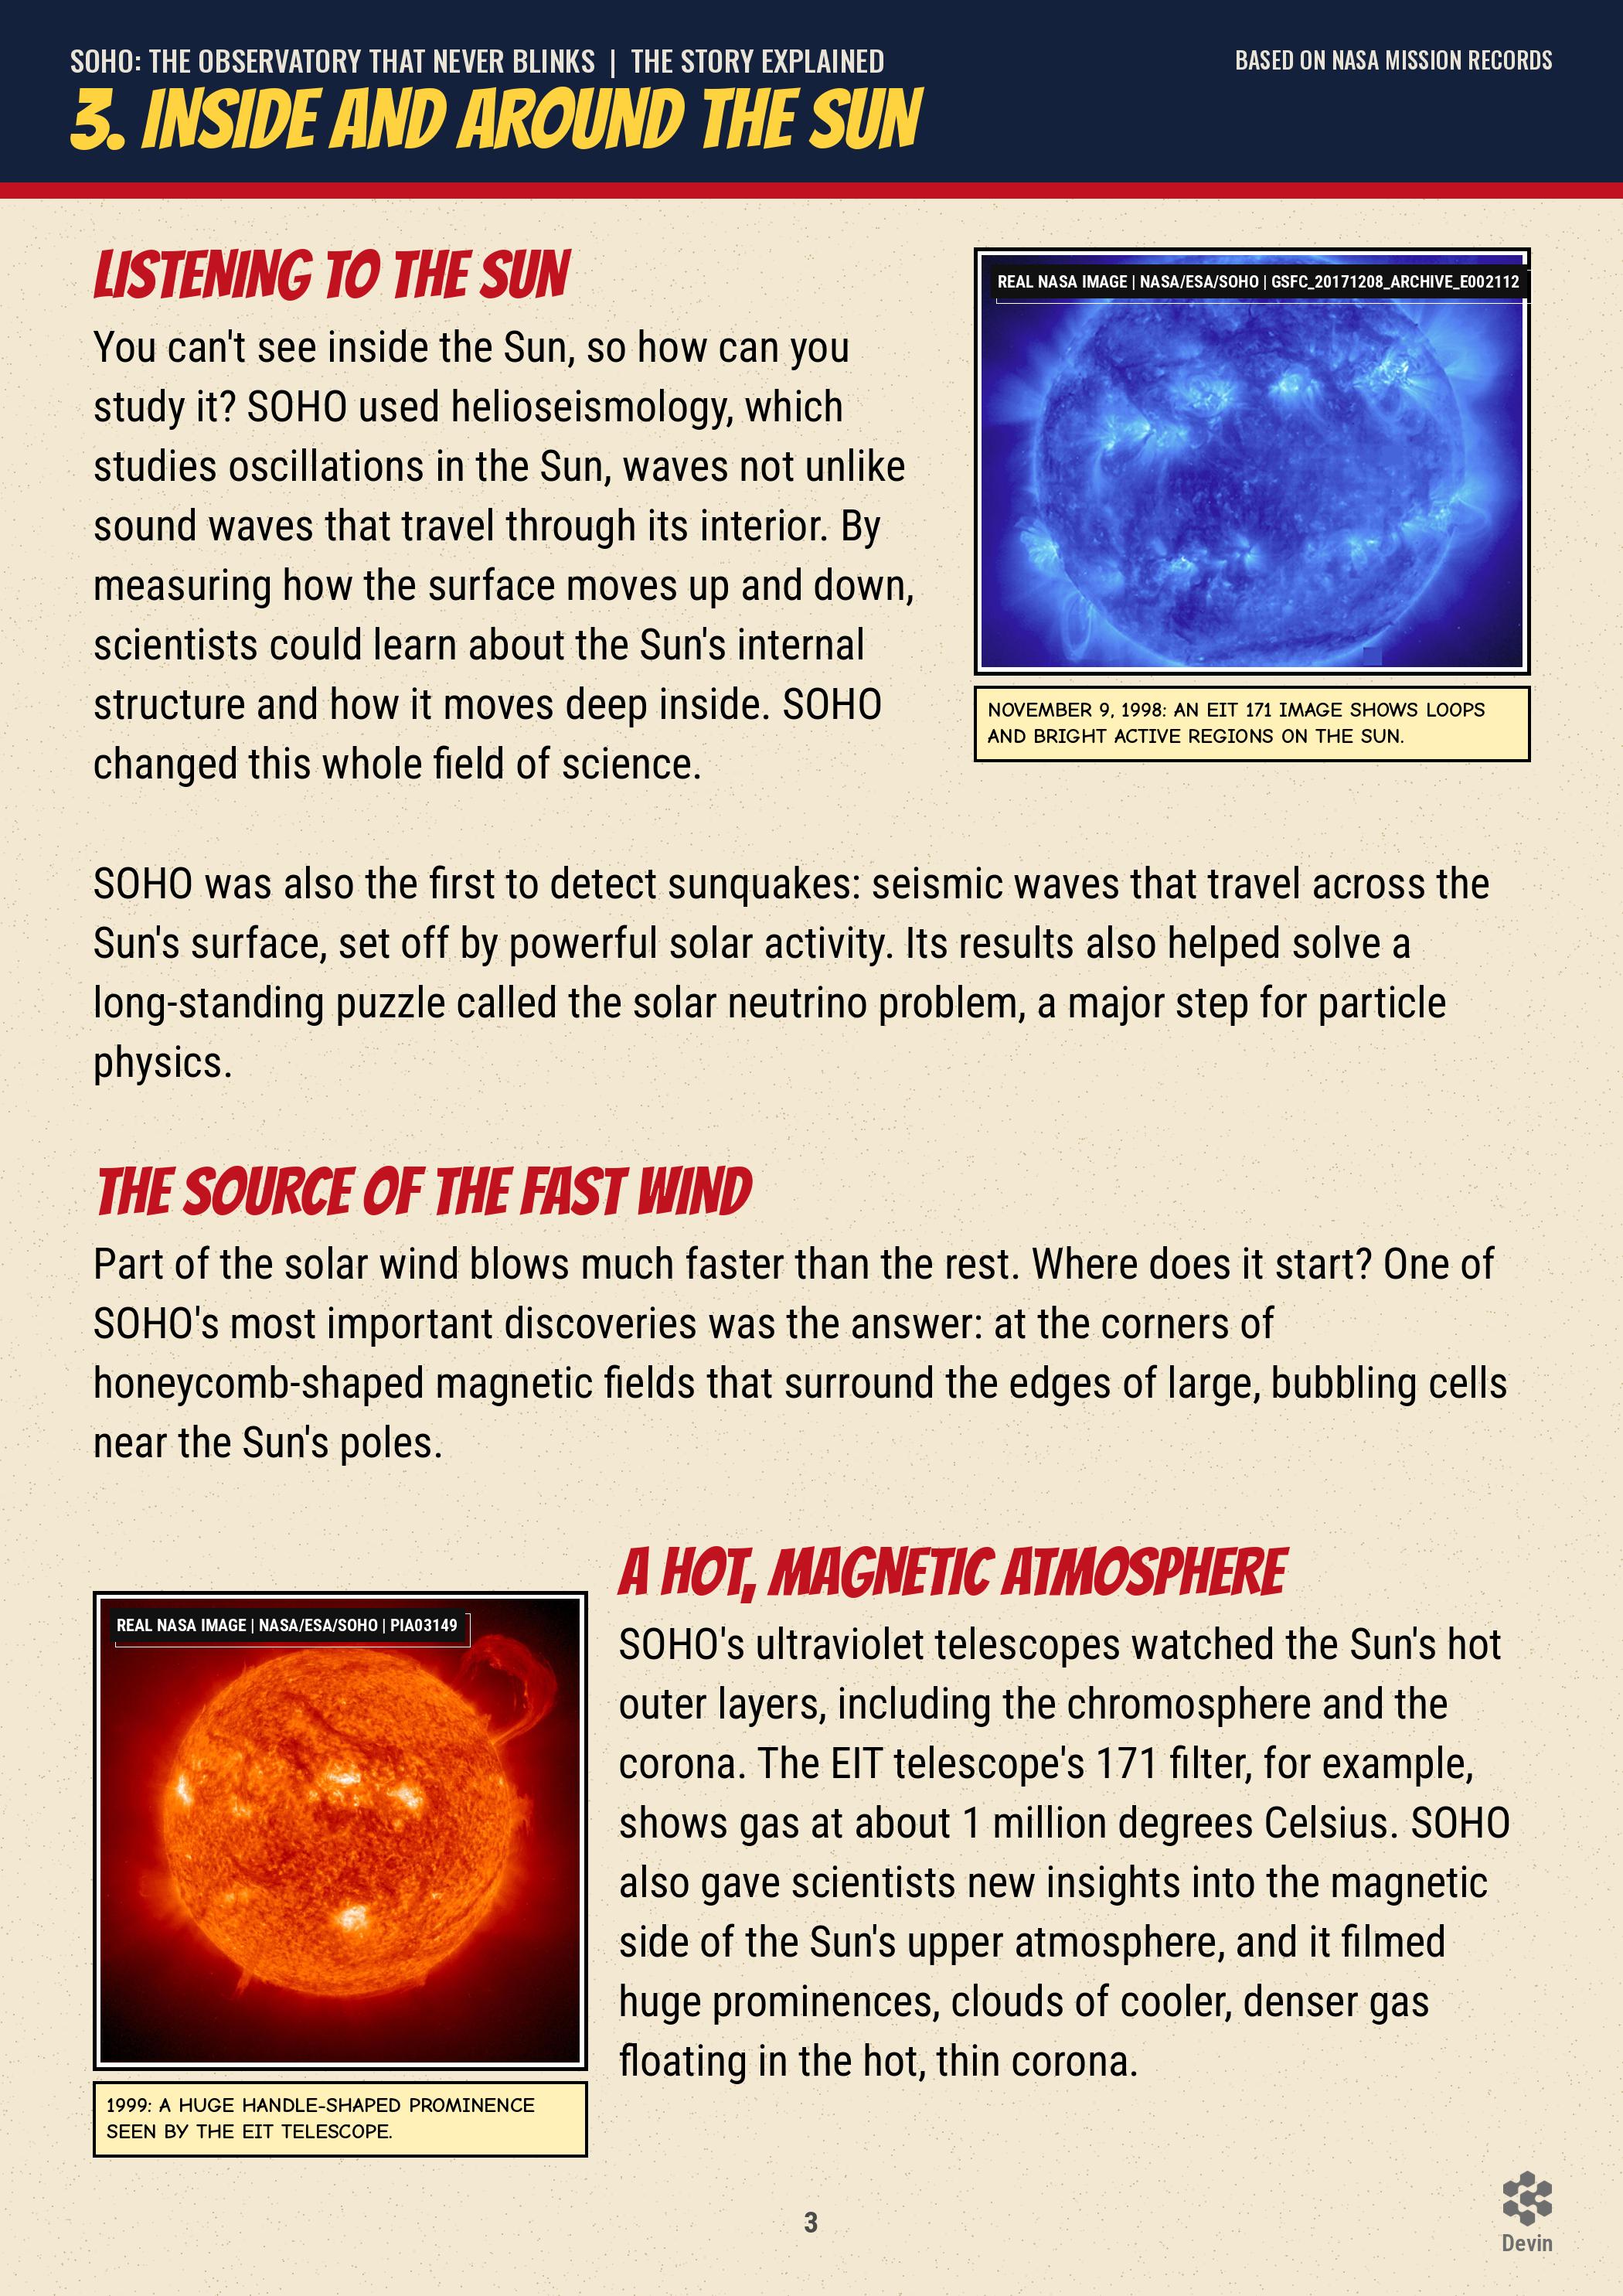 SOHO: THE OBSERVATORY THAT NEVER BLINKS | THE STORY EXPLAINED
BASED ON NASA MISSION RECORDS
3. INSIDE AND AROUND THE SUN
LISTENING TO THE SUN
You can't see inside the Sun, so how can you
study it? SOHO used helioseismology, which
studies oscillations in the Sun, waves not unlike
sound waves that travel through its interior. By
measuring how the surface moves up and down,
scientists could learn about the Sun's internal
structure and how it moves deep inside. SOHO
changed this whole field of science.
REAL NASA IMAGE | NASA/ESA/SOHO | GSFC_20171208_ARCHIVE_E002112
NOVEMBER 9, 1998: AN EIT 171 IMAGE SHOWS LOOPS
AND BRIGHT ACTIVE REGIONS ON THE SUN.
SOHO was also the first to detect sunquakes: seismic waves that travel across the
Sun's surface, set off by powerful solar activity. Its results also helped solve a
long-standing puzzle called the solar neutrino problem, a major step for particle
physics.
THE SOURCE OF THE FAST WIND
Part of the solar wind blows much faster than the rest. Where does it start? One of
SOHO's most important discoveries was the answer: at the corners of
honeycomb-shaped magnetic fields that surround the edges of large, bubbling cells
near the Sun's poles.
A HOT, MAGNETIC ATMOSPHERE
SOHO's ultraviolet telescopes watched the Sun's hot
outer layers, including the chromosphere and the
corona. The EIT telescope's 171 filter, for example,
shows gas at about 1 million degrees Celsius. SOHO
also gave scientists new insights into the magnetic
side of the Sun's upper atmosphere, and it filmed
huge prominences, clouds of cooler, denser gas
floating in the hot, thin corona.
REAL NASA IMAGE | NASA/ESA/SOHO | PIA03149
1999: A HUGE HANDLE-SHAPED PROMINENCE
SEEN BY THE EIT TELESCOPE.
3
Devin